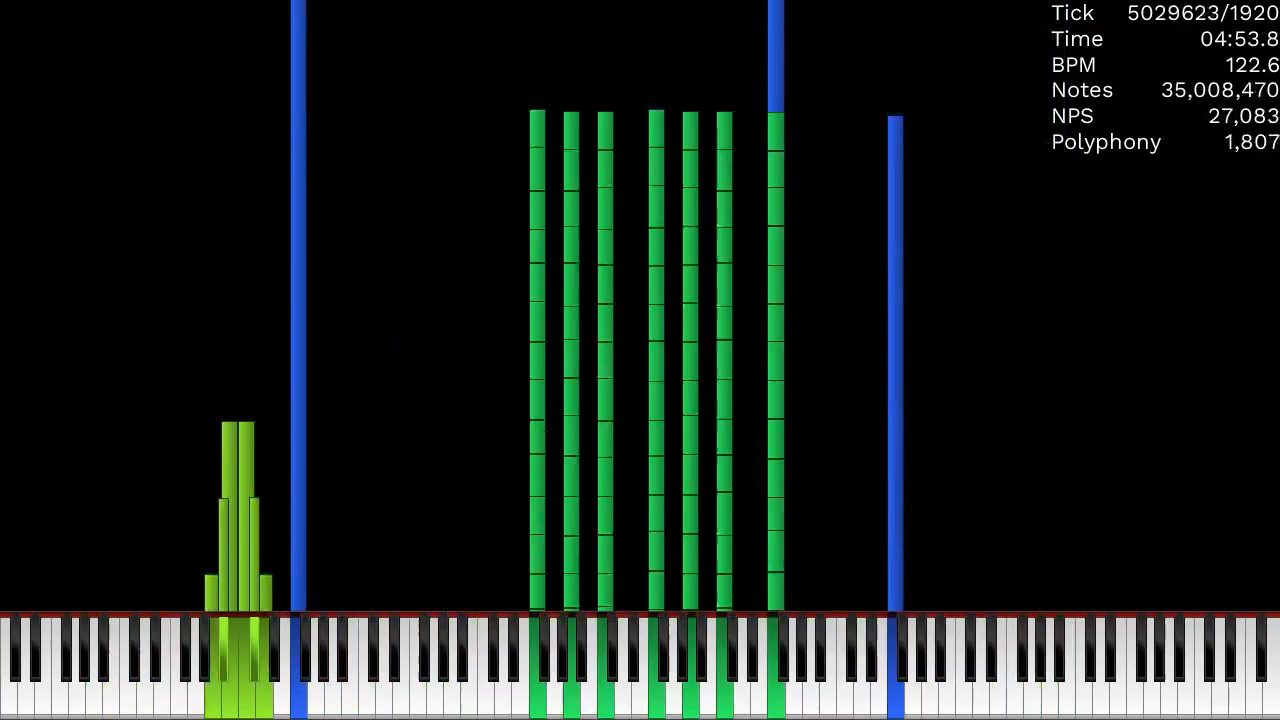 Tick 5029623/1920
Time 04:53.8
BPM 122.6
Notes 35,008,470
NPS 27,083
Polyphony 1,807